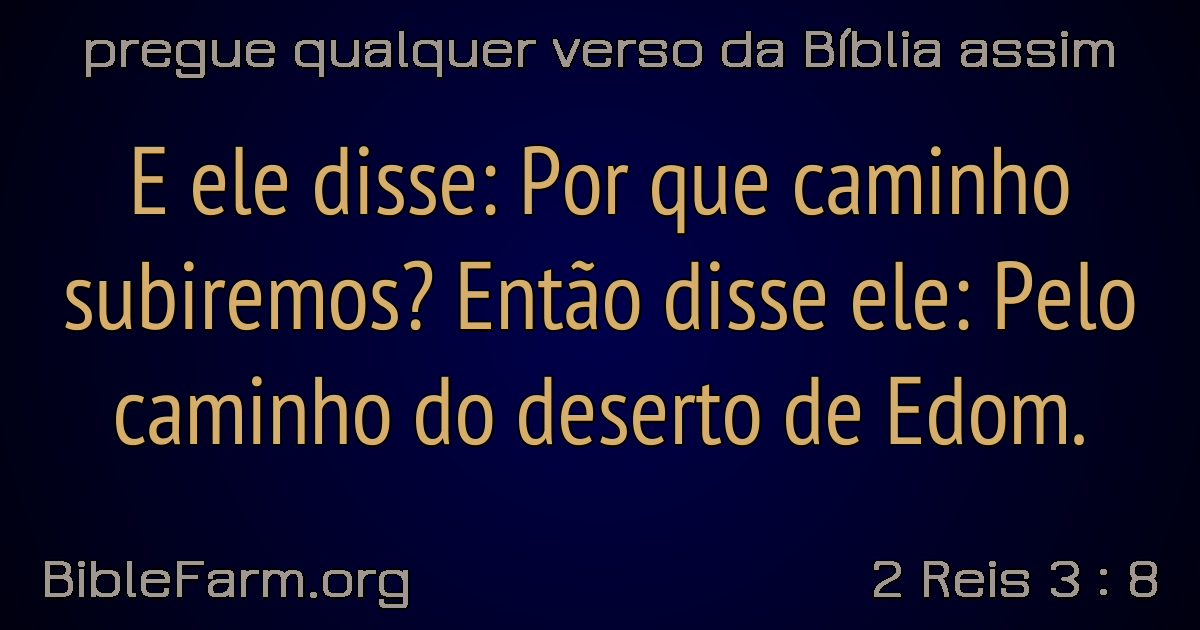 pregue qualquer verso da Bíblia assim
E ele disse: Por que caminho
subiremos? Então disse ele: Pelo
caminho do deserto de Edom.
BibleFarm.org
2 Reis 3 : 8